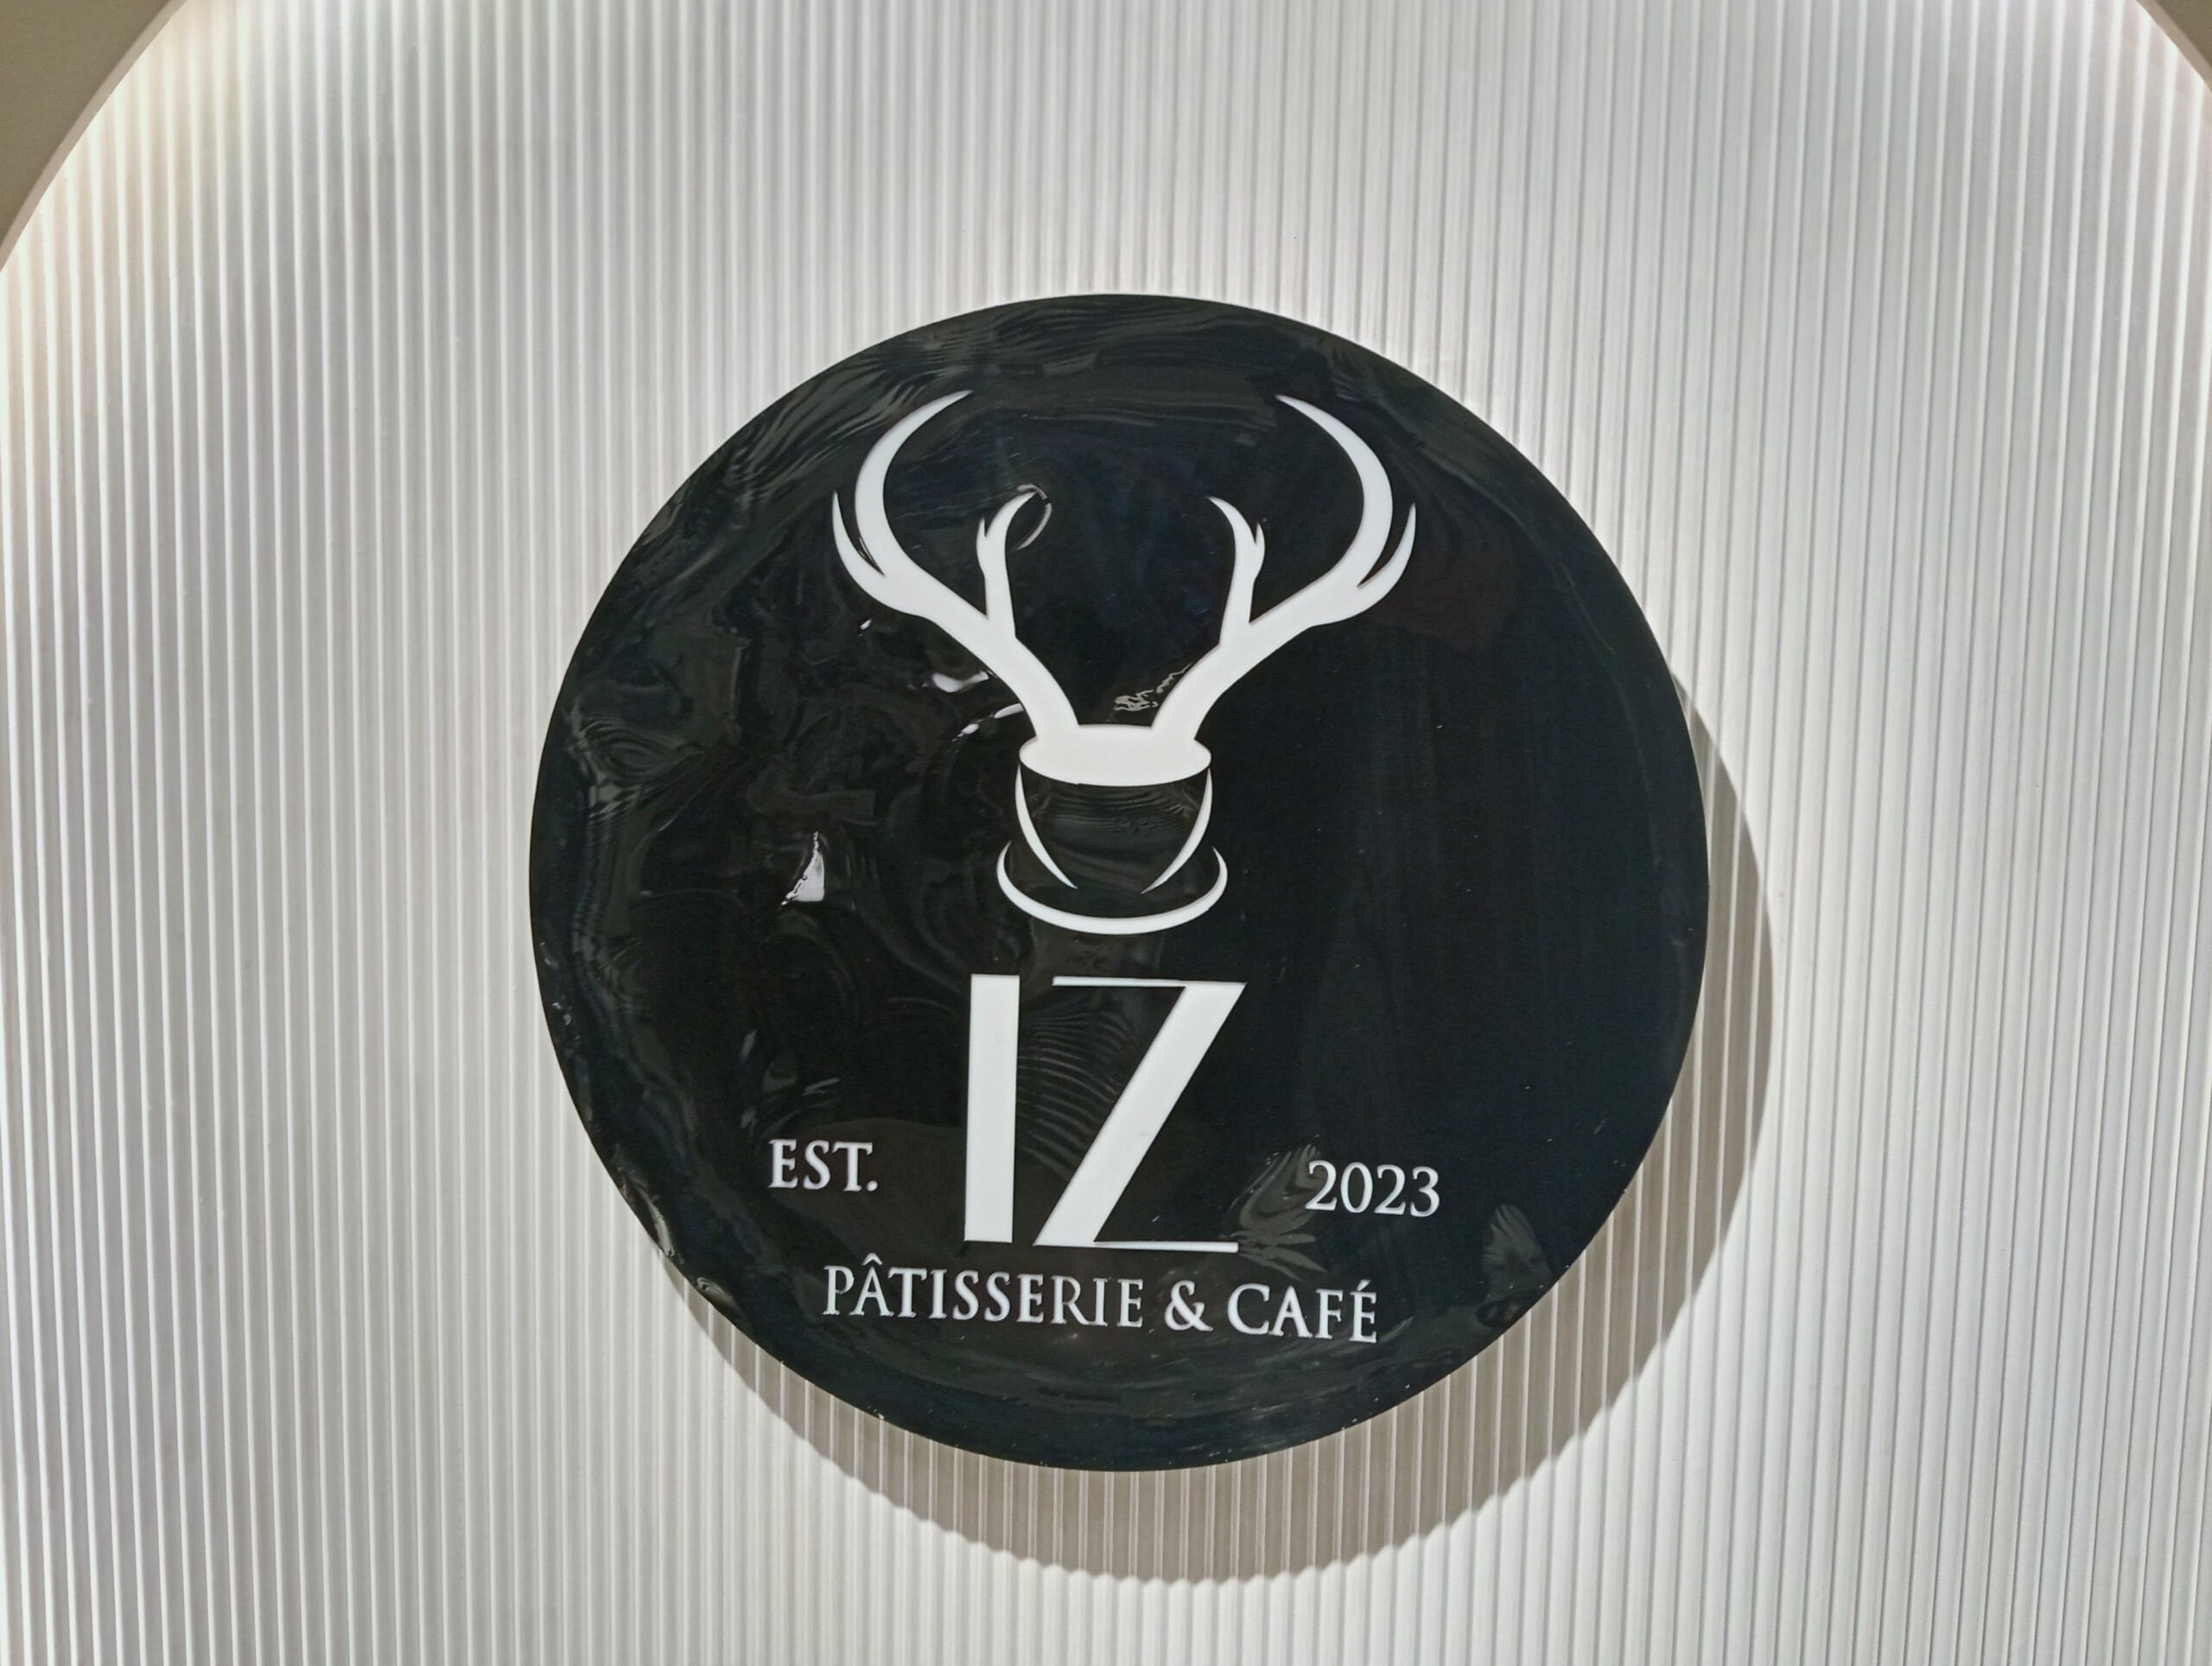 IZ
EST. 2023
PÂTISSERIE & CAFÉ